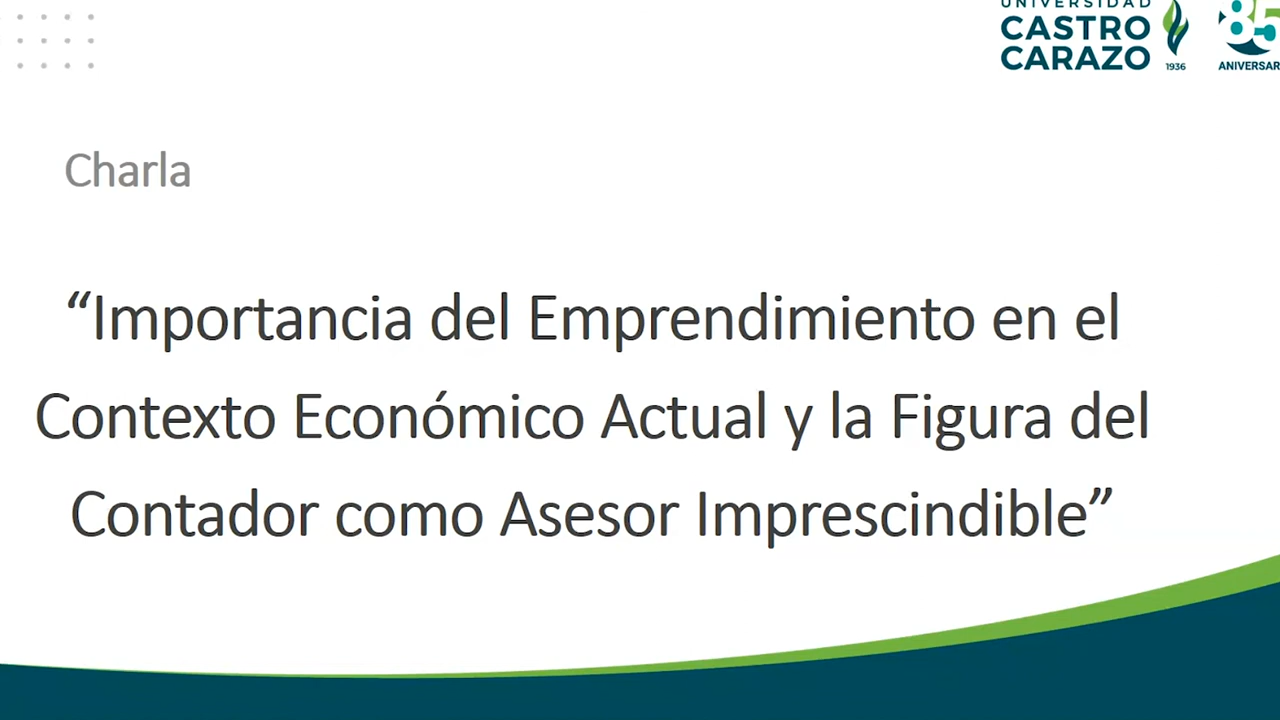 UNIVERSIDAD
CASTRO
CARAZO
1936
85
ANIVERSAR
Charla
“Importancia del Emprendimiento en el
Contexto Económico Actual y la Figura del
Contador como Asesor Imprescindible”